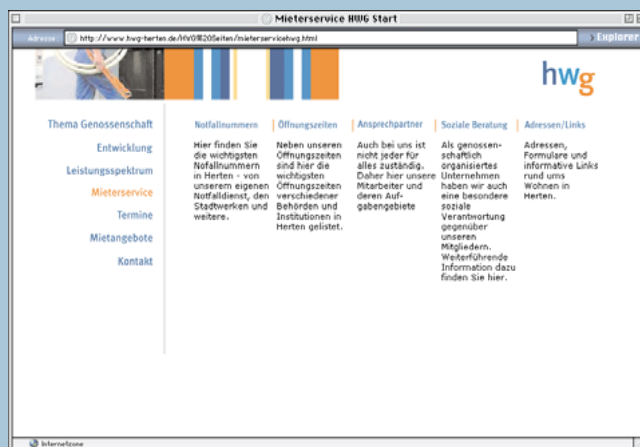 Mieterservice HWG Start
Adresse
http://www.hwg-herten.de/HWG%20Seiten/mieterservicehwg.html
Explorer
hwg
Thema Genossenschaft
Entwicklung
Leistungsspektrum
Mieterservice
Termine
Mietangebote
Kontakt
Notfallnummern
Hier finden Sie
die wichtigsten
Nofallnummern
in Herten - von
unserem eigenen
Notfalldienst, den
Stadtwerken und
weitere.
Öffnungszeiten
Neben unseren
Öffnungszeiten
sind hier die
wichtigsten
Öffnungszeiten
verschiedener
Behörden und
Institutionen in
Herten gelistet.
Ansprechpartner
Auch bei uns ist
nicht jeder für
alles zuständig.
Daher hier unsere
Mitarbeiter und
deren Auf-
gabengebiete
Soziale Beratung
Als genossen-
schaftlich
organisiertes
Unternehmen
haben wir auch
eine besondere
soziale
Verantwortung
gegenüber
unseren
Mitgliedern.
Weiterführende
Information dazu
finden Sie hier.
Adressen/Links
Adressen,
Formulare und
informative Links
rund ums
Wohnen in
Herten.
Internetzone